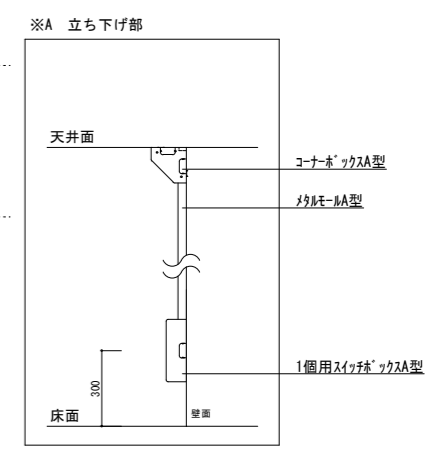 ※A 立ち下げ部
天井面
コーナーボックスA型
メタルモールA型
1個用スイッチボックスA型
300
床面
壁面